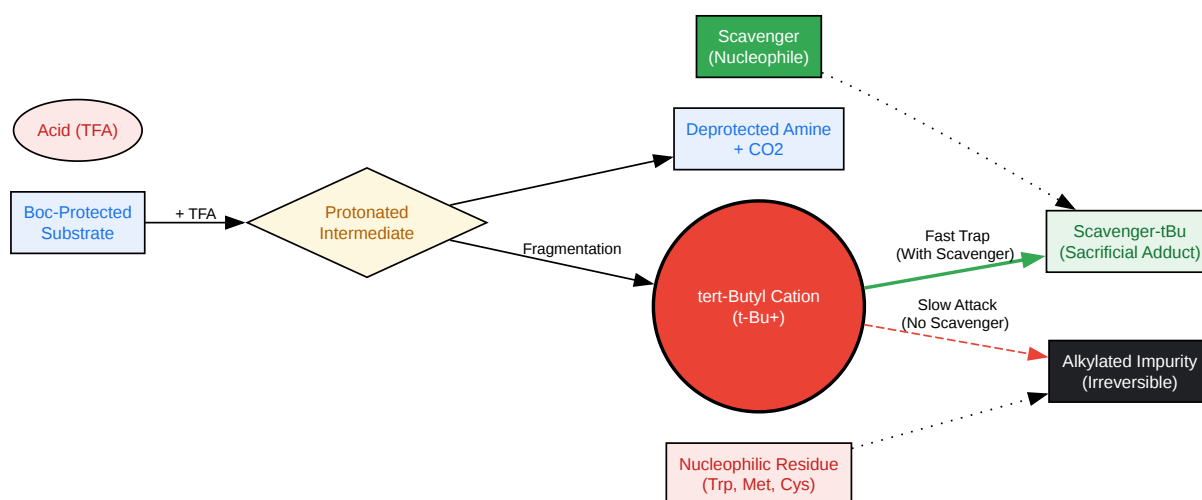 Scavenger
(Nucleophile)
Acid (TFA)
Deprotected Amine
+ CO2
Boc-Protected
Substrate
+ TFA
Protonated
Intermediate
Fragmentation
tert-Butyl Cation
(t-Bu+)
Fast Trap
(With Scavenger)
Scavenger-tBu
(Sacrificial Adduct)
Slow Attack
(No Scavenger)
Alkylated Impurity
(Irreversible)
Nucleophilic Residue
(Trp, Met, Cys)